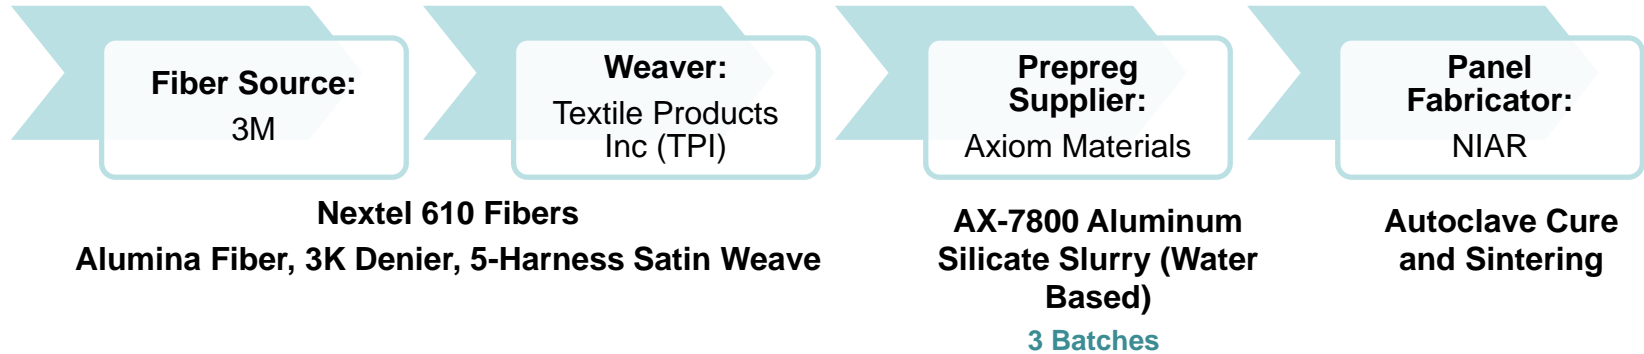 Fiber Source:
3M
Weaver:
Textile Products
Inc (TPI)
Prepreg
Supplier:
Axiom Materials
Panel
Fabricator:
NIAR
Nextel 610 Fibers
Alumina Fiber, 3K Denier, 5-Harness Satin Weave
AX-7800 Aluminum
Silicate Slurry (Water
Based)
3 Batches
Autoclave Cure
and Sintering